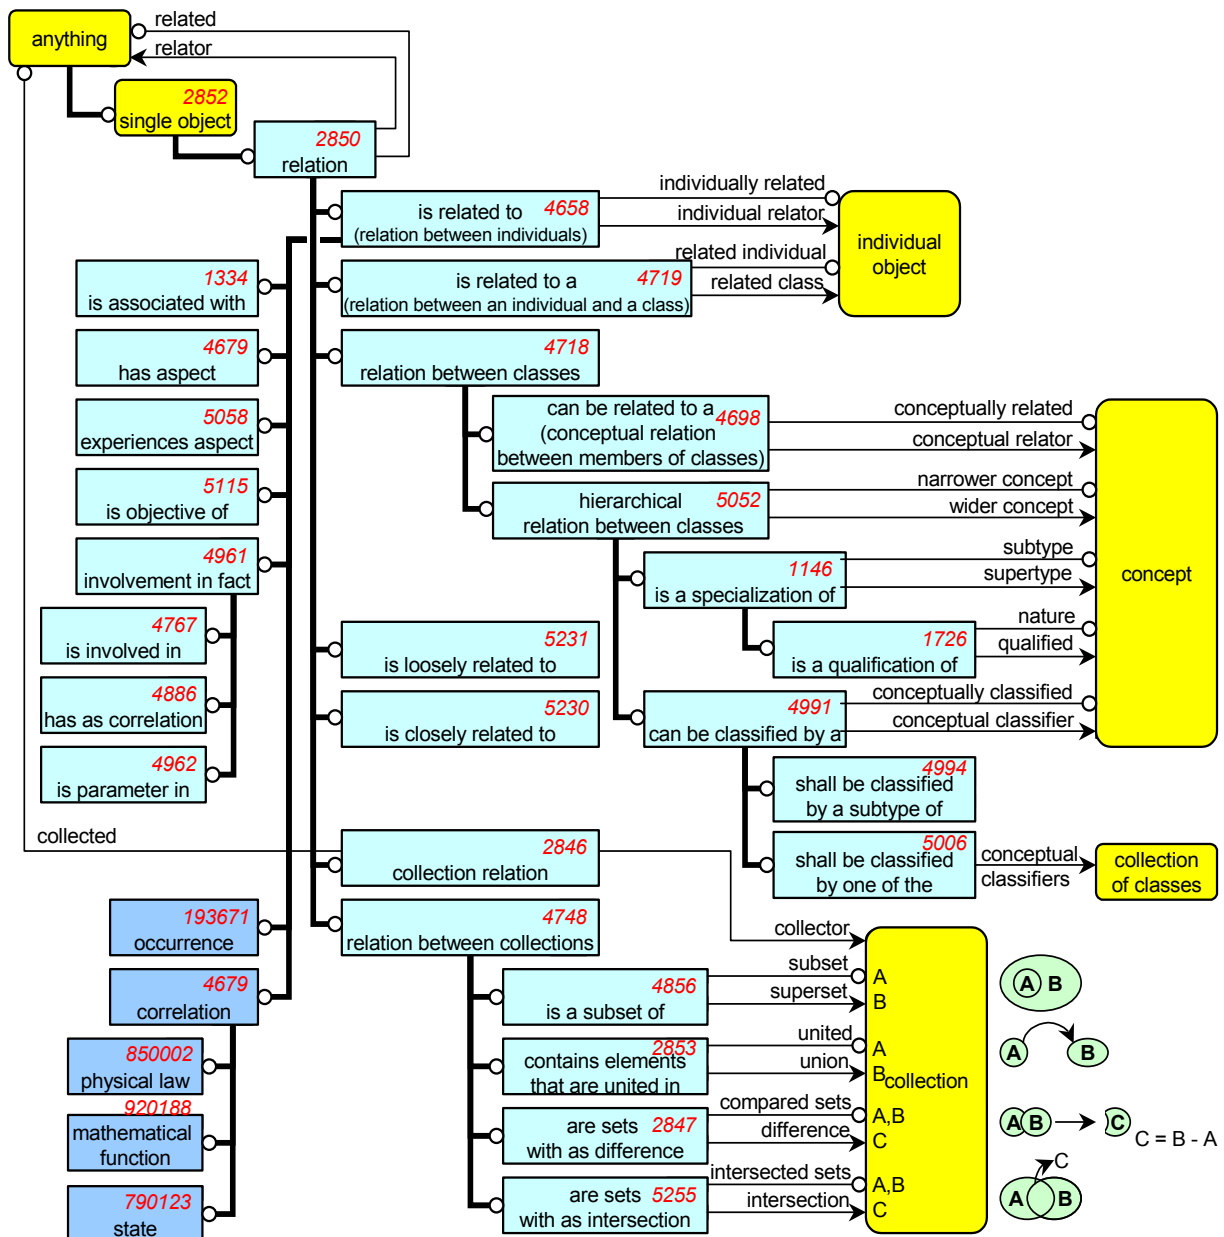 related
anything
relator
2852
single object
2850
relation
individually related
is related to 4658
(relation between individuals)
individual relator
individual
object
related individual
is related to a 4719
(relation between an individual and a class)
related class
1334
is associated with
4679
has aspect
4718
relation between classes
5058
experiences aspect
can be related to a 4698
(conceptual relation
between members of classes)
conceptually related
conceptual relator
5115
is objective of
hierarchical 5052
relation between classes
narrower concept
wider concept
4961
involvement in fact
1146
is a specialization of
subtype
supertype
concept
4767
is involved in
5231
is loosely related to
1726
is a qualification of
nature
qualified
4886
has as correlation
5230
is closely related to
4991
can be classified by a
conceptually classified
conceptual classifier
4962
is parameter in
4994
shall be classified
by a subtype of
collected
2846
collection relation
5006
shall be classified
by one of the
conceptual
classifiers
collection
of classes
193671
occurrence
4748
relation between collections
collector
4679
correlation
4856
is a subset of
subset
superset
A
B
A B
850002
physical law
2853
contains elements
that are united in
united
union
A
B
collection
A
B
920188
mathematical
function
are sets 2847
with as difference
compared sets
difference
A,B
C
A B
C
C = B - A
790123
state
are sets 5255
with as intersection
intersected sets
intersection
A,B
C
C
A B